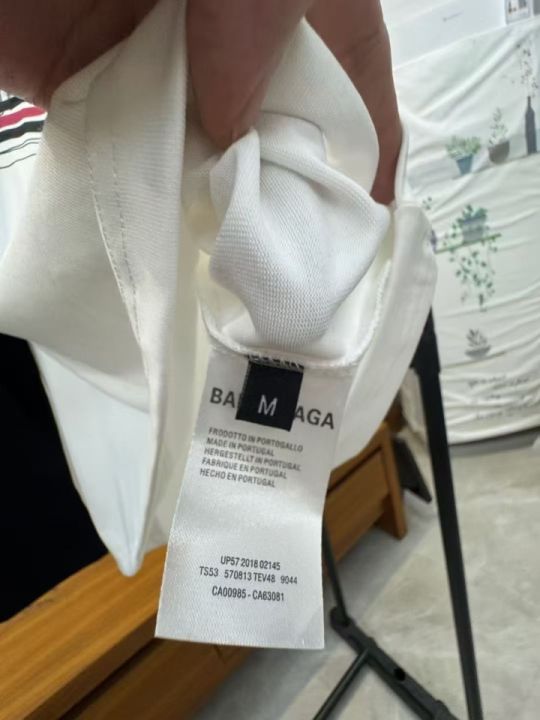 BA
M
AGA
PRODOTTO IN PORTOGALLO
MADE IN PORTUGAL
HERGESTELLT IN PORTUGAL
FABRIQUE EN PORTUGAL
HECHO EN PORTUGAL
UP57 2018 02145
TS53 570813 TEV48 9044
CA00985 - CA63081